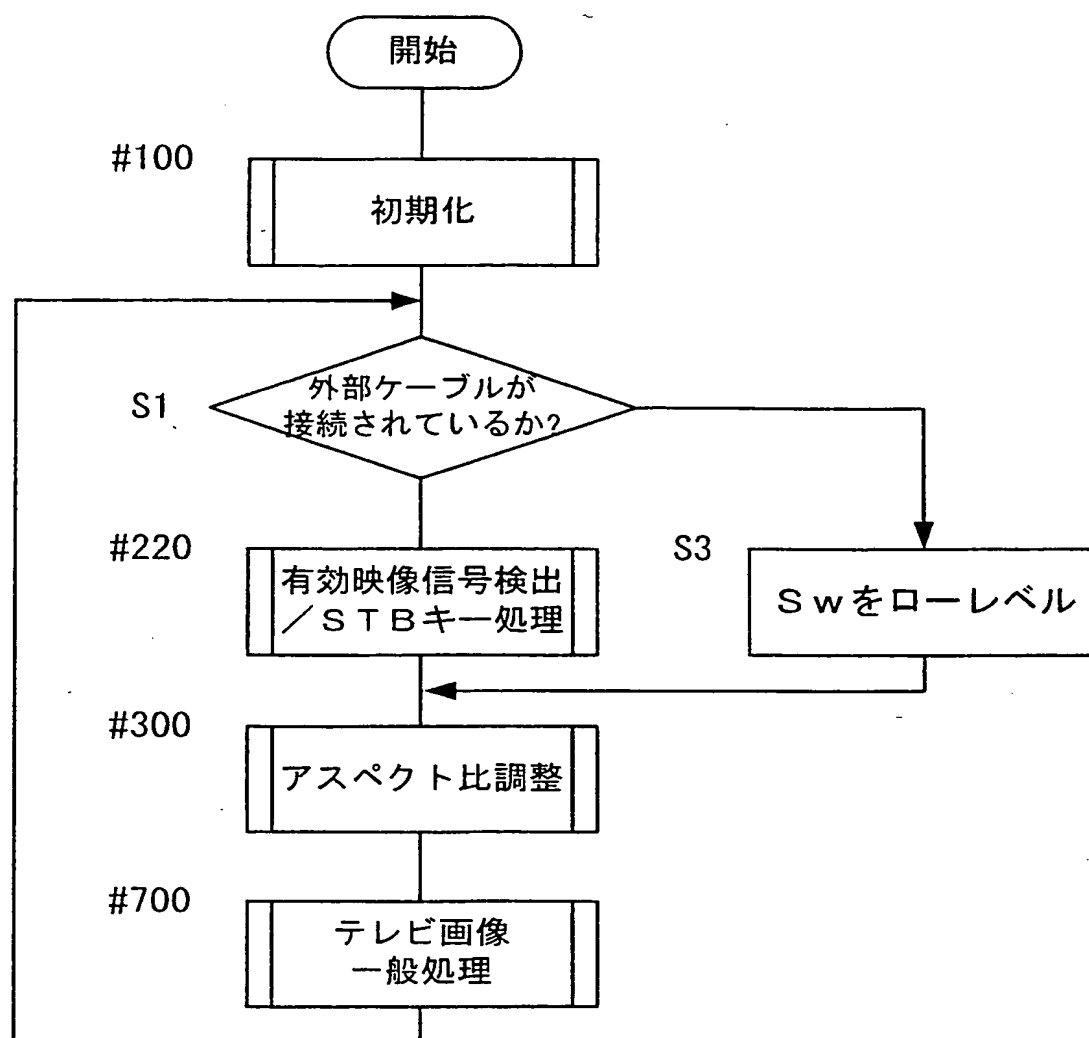 開始
#100
初期化
S1
外部ケーブルが
接続されているか?
#220
有効映像信号検出
／ＳＴＢキー処理
S3
Ｓｗをローレベル
#300
アスペクト比調整
#700
テレビ画像
一般処理